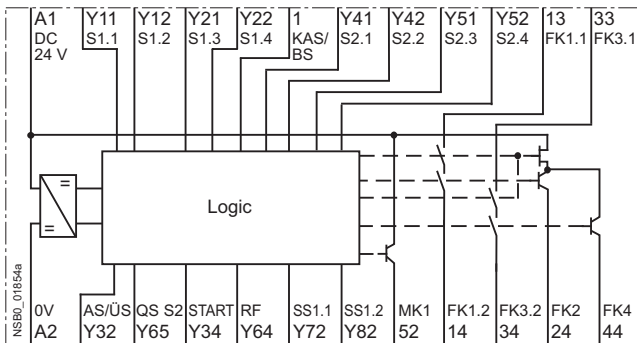 A1 Y11 Y12 Y21 Y22 1 Y41 Y42 Y51 Y52 13 33
DC S1.1 S1.2 S1.3 S1.4 KAS/ S2.1 S2.2 S2.3 S2.4 FK1.1 FK3.1
24 V BS
=
=
Logic
NSB0_01854a
0V AS/ÜS QS S2 START RF SS1.1 SS1.2 MK1 FK1.2 FK3.2 FK2 FK4
A2 Y32 Y65 Y34 Y64 Y72 Y82 52 14 34 24 44